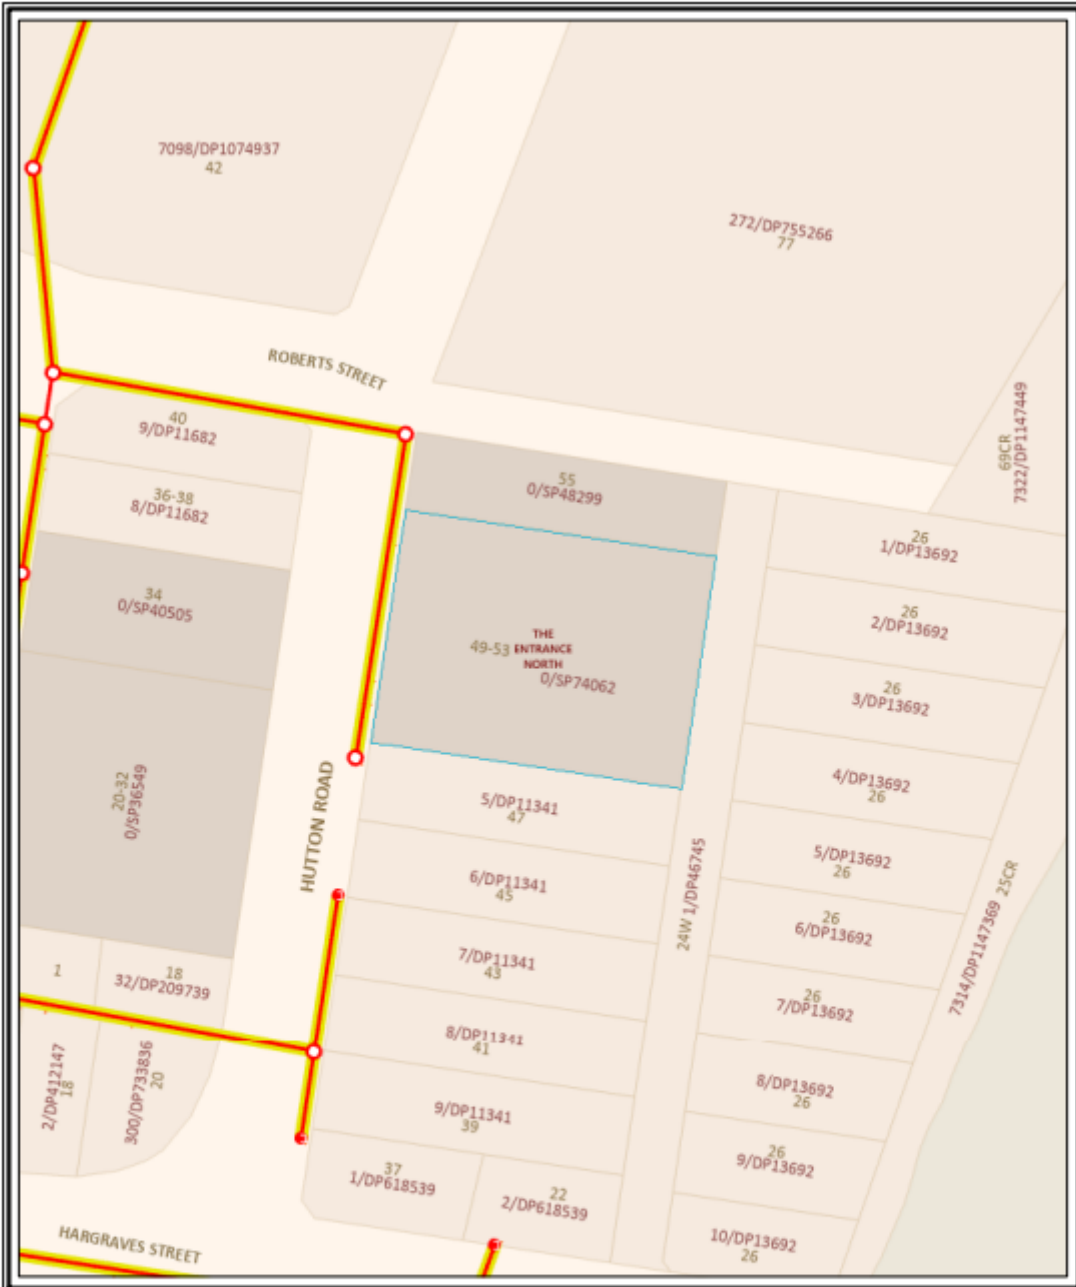 7098/DP1074937
42
272/DP755266
77
ROBERTS STREET
69CR
7322/DP1147449
40
9/DP11682
36-38
8/DP11682
55
0/SP48299
26
1/DP13692
34
0/SP40505
26
2/DP13692
49-53
THE
ENTRANCE
NORTH
0/SP74062
26
3/DP13692
20-32
0/SP36549
HUTTON ROAD
5/DP11341
47
4/DP13692
26
6/DP11341
45
24W 1/DP46745
5/DP13692
26
7/DP11341
43
26
6/DP13692
7314/DP1147369 25CR
1
18
32/DP209739
26
7/DP13692
8/DP11341
41
2/DP412147
18
300/DP733836
20
8/DP13692
26
9/DP11341
39
26
9/DP13692
37
1/DP618539
22
2/DP618539
HARGRAVES STREET
10/DP13692
26